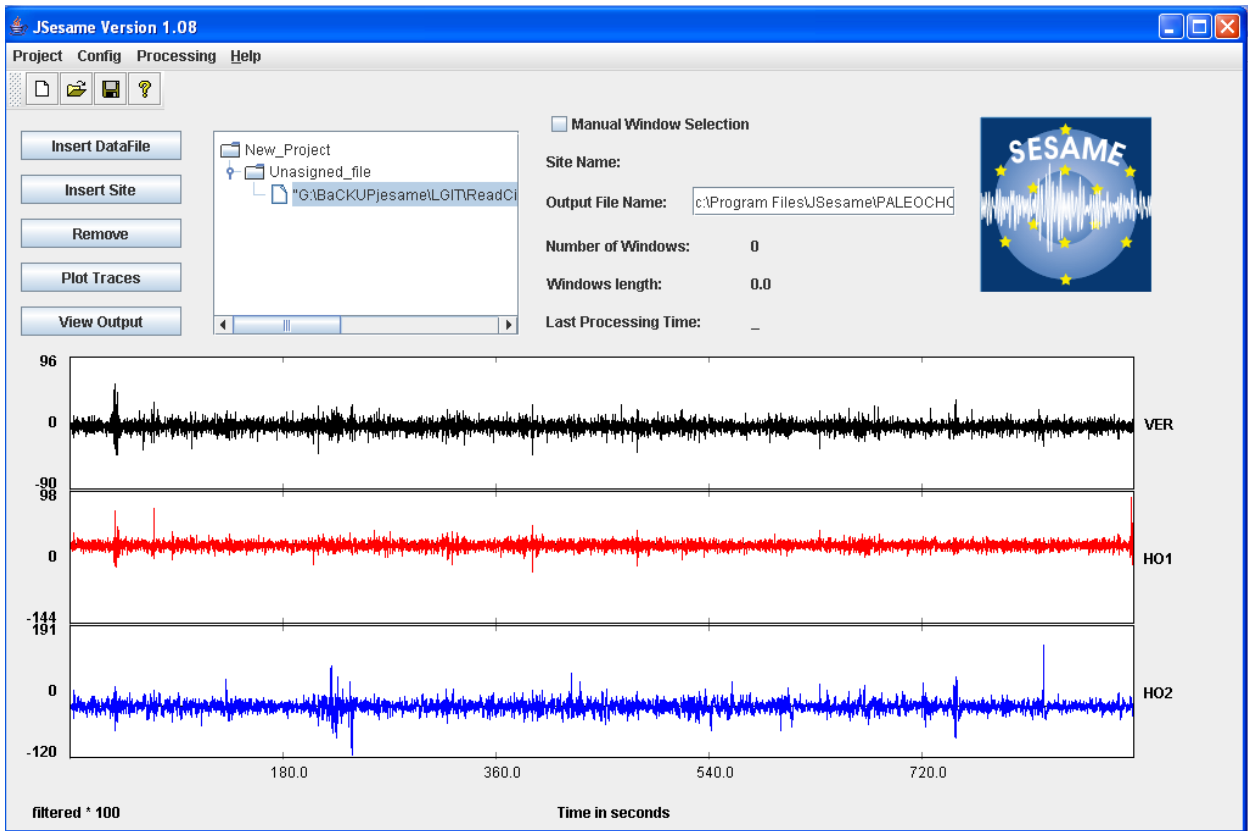 JSesame Version 1.08
Project Config Processing Help
Insert DataFile
Insert Site
Remove
Plot Traces
View Output
New_Project
Unasigned_file
"G:\BaCKUPjesame\LGIT\ReadCi
Manual Window Selection
Site Name:
Output File Name: c:\Program Files\JSesame\PALEOCHO
Number of Windows: 0
Windows length: 0.0
Last Processing Time: _
SESAME
96
0
-90
VER
98
0
-144
HO1
191
0
-120
HO2
180.0 360.0 540.0 720.0
filtered * 100 Time in seconds